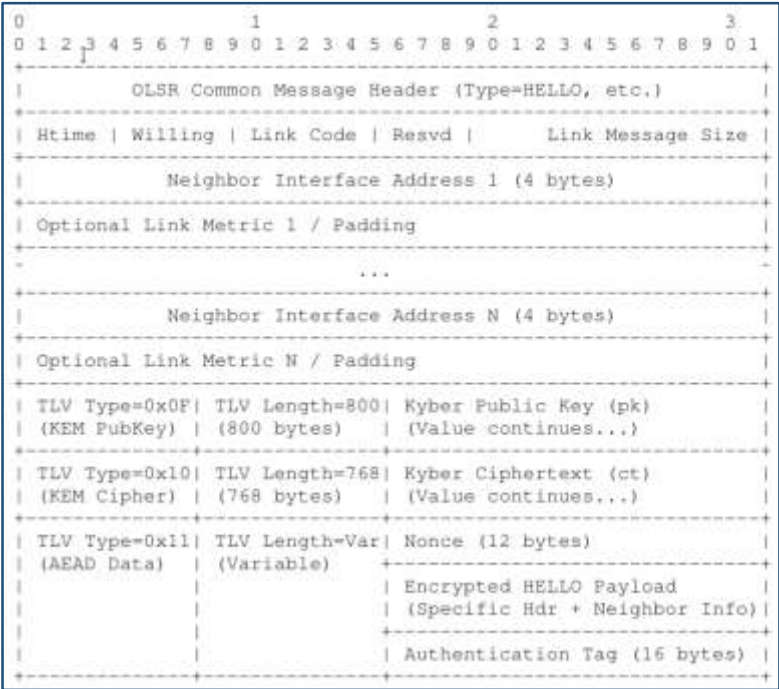 0 1 2 3
0 1 2 3 4 5 6 7 8 9 0 1 2 3 4 5 6 7 8 9 0 1 2 3 4 5 6 7 8 9 0 1
OLSR Common Message Header (Type=HELLO, etc.)
Htime | Willing | Link Code | Resvd | Link Message Size
Neighbor Interface Address 1 (4 bytes)
Optional Link Metric 1 / Padding
...
Neighbor Interface Address N (4 bytes)
Optional Link Metric N / Padding
TLV Type=0x0F| TLV Length=800| Kyber Public Key (pk)
(KEM PubKey) | (800 bytes) | (Value continues...)
TLV Type=0x10| TLV Length=768| Kyber Ciphertext (ct)
(KEM Cipher) | (768 bytes) | (Value continues...)
TLV Type=0x11| TLV Length=Var| Nonce (12 bytes)
(AEAD Data) | (Variable)
Encrypted HELLO Payload
(Specific Hdr + Neighbor Info)
Authentication Tag (16 bytes)